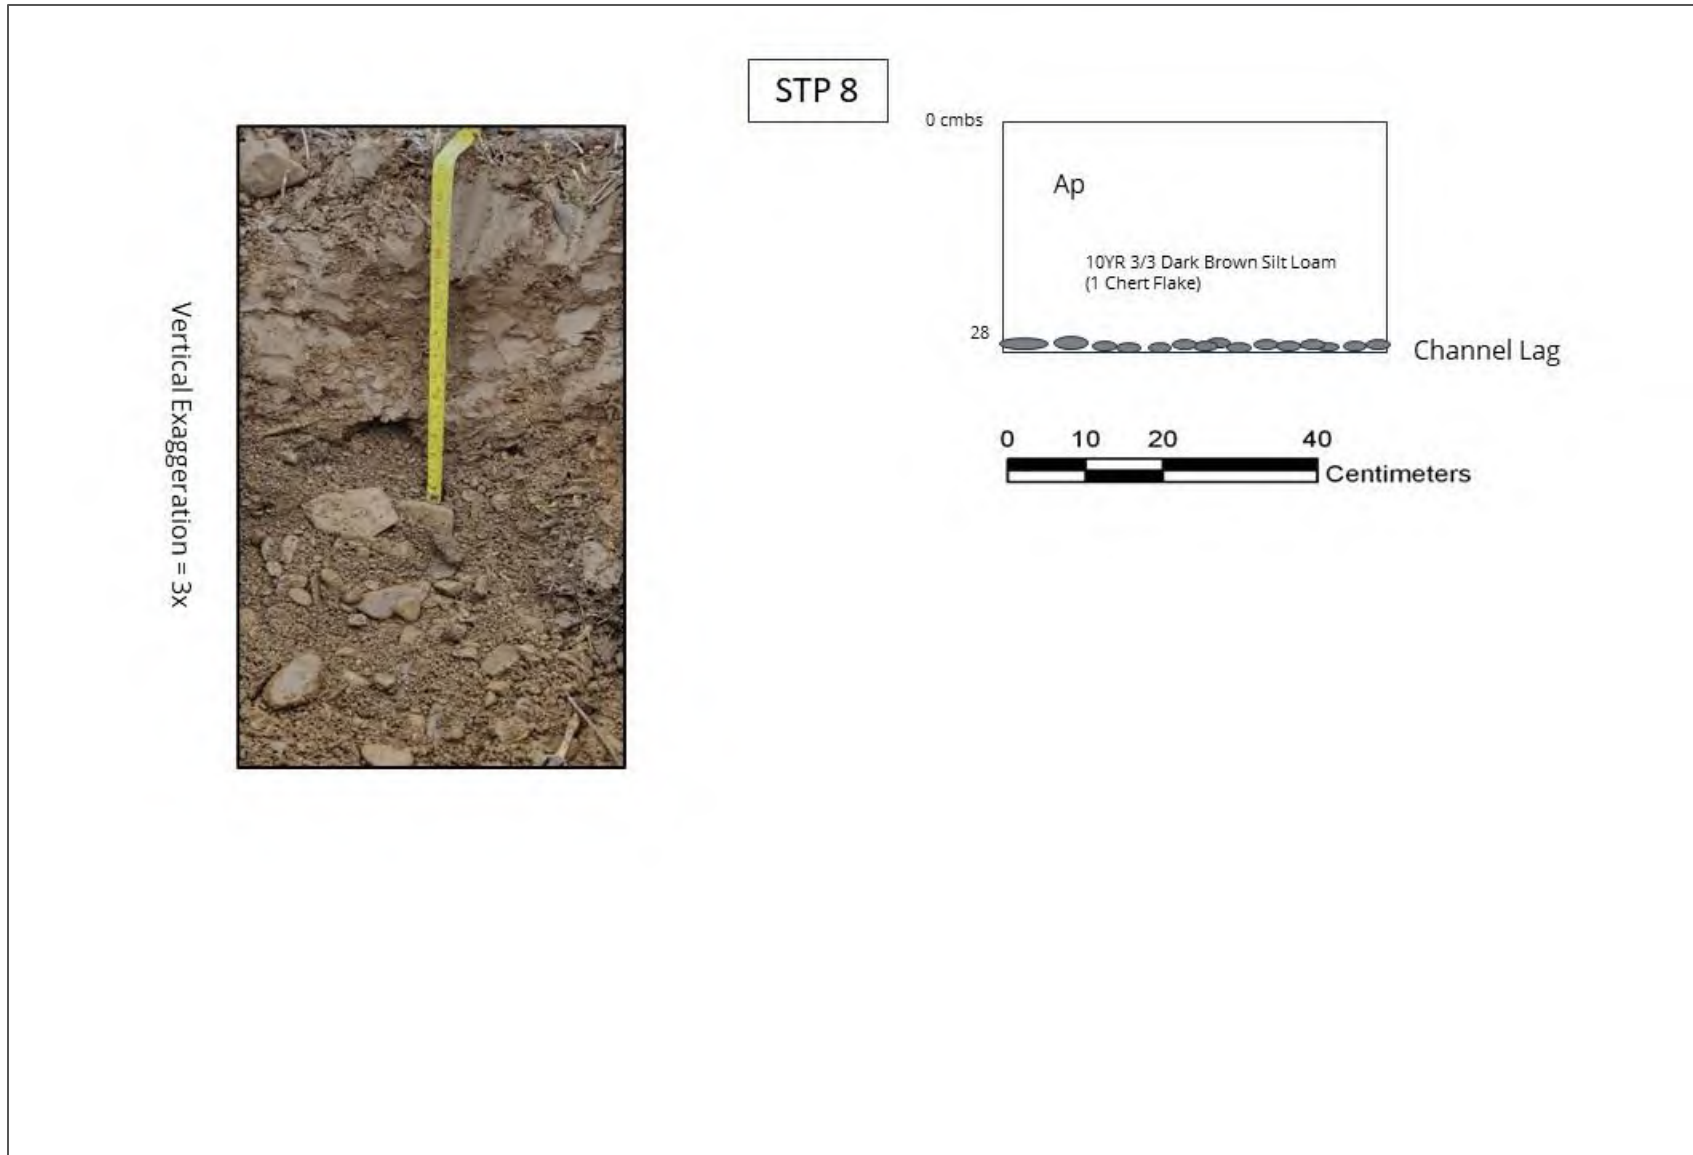 STP 8
0 cmbs
Ap
10YR 3/3 Dark Brown Silt Loam
(1 Chert Flake)
28
Channel Lag
0 10 20 40
Centimeters
Vertical Exaggeration = 3x